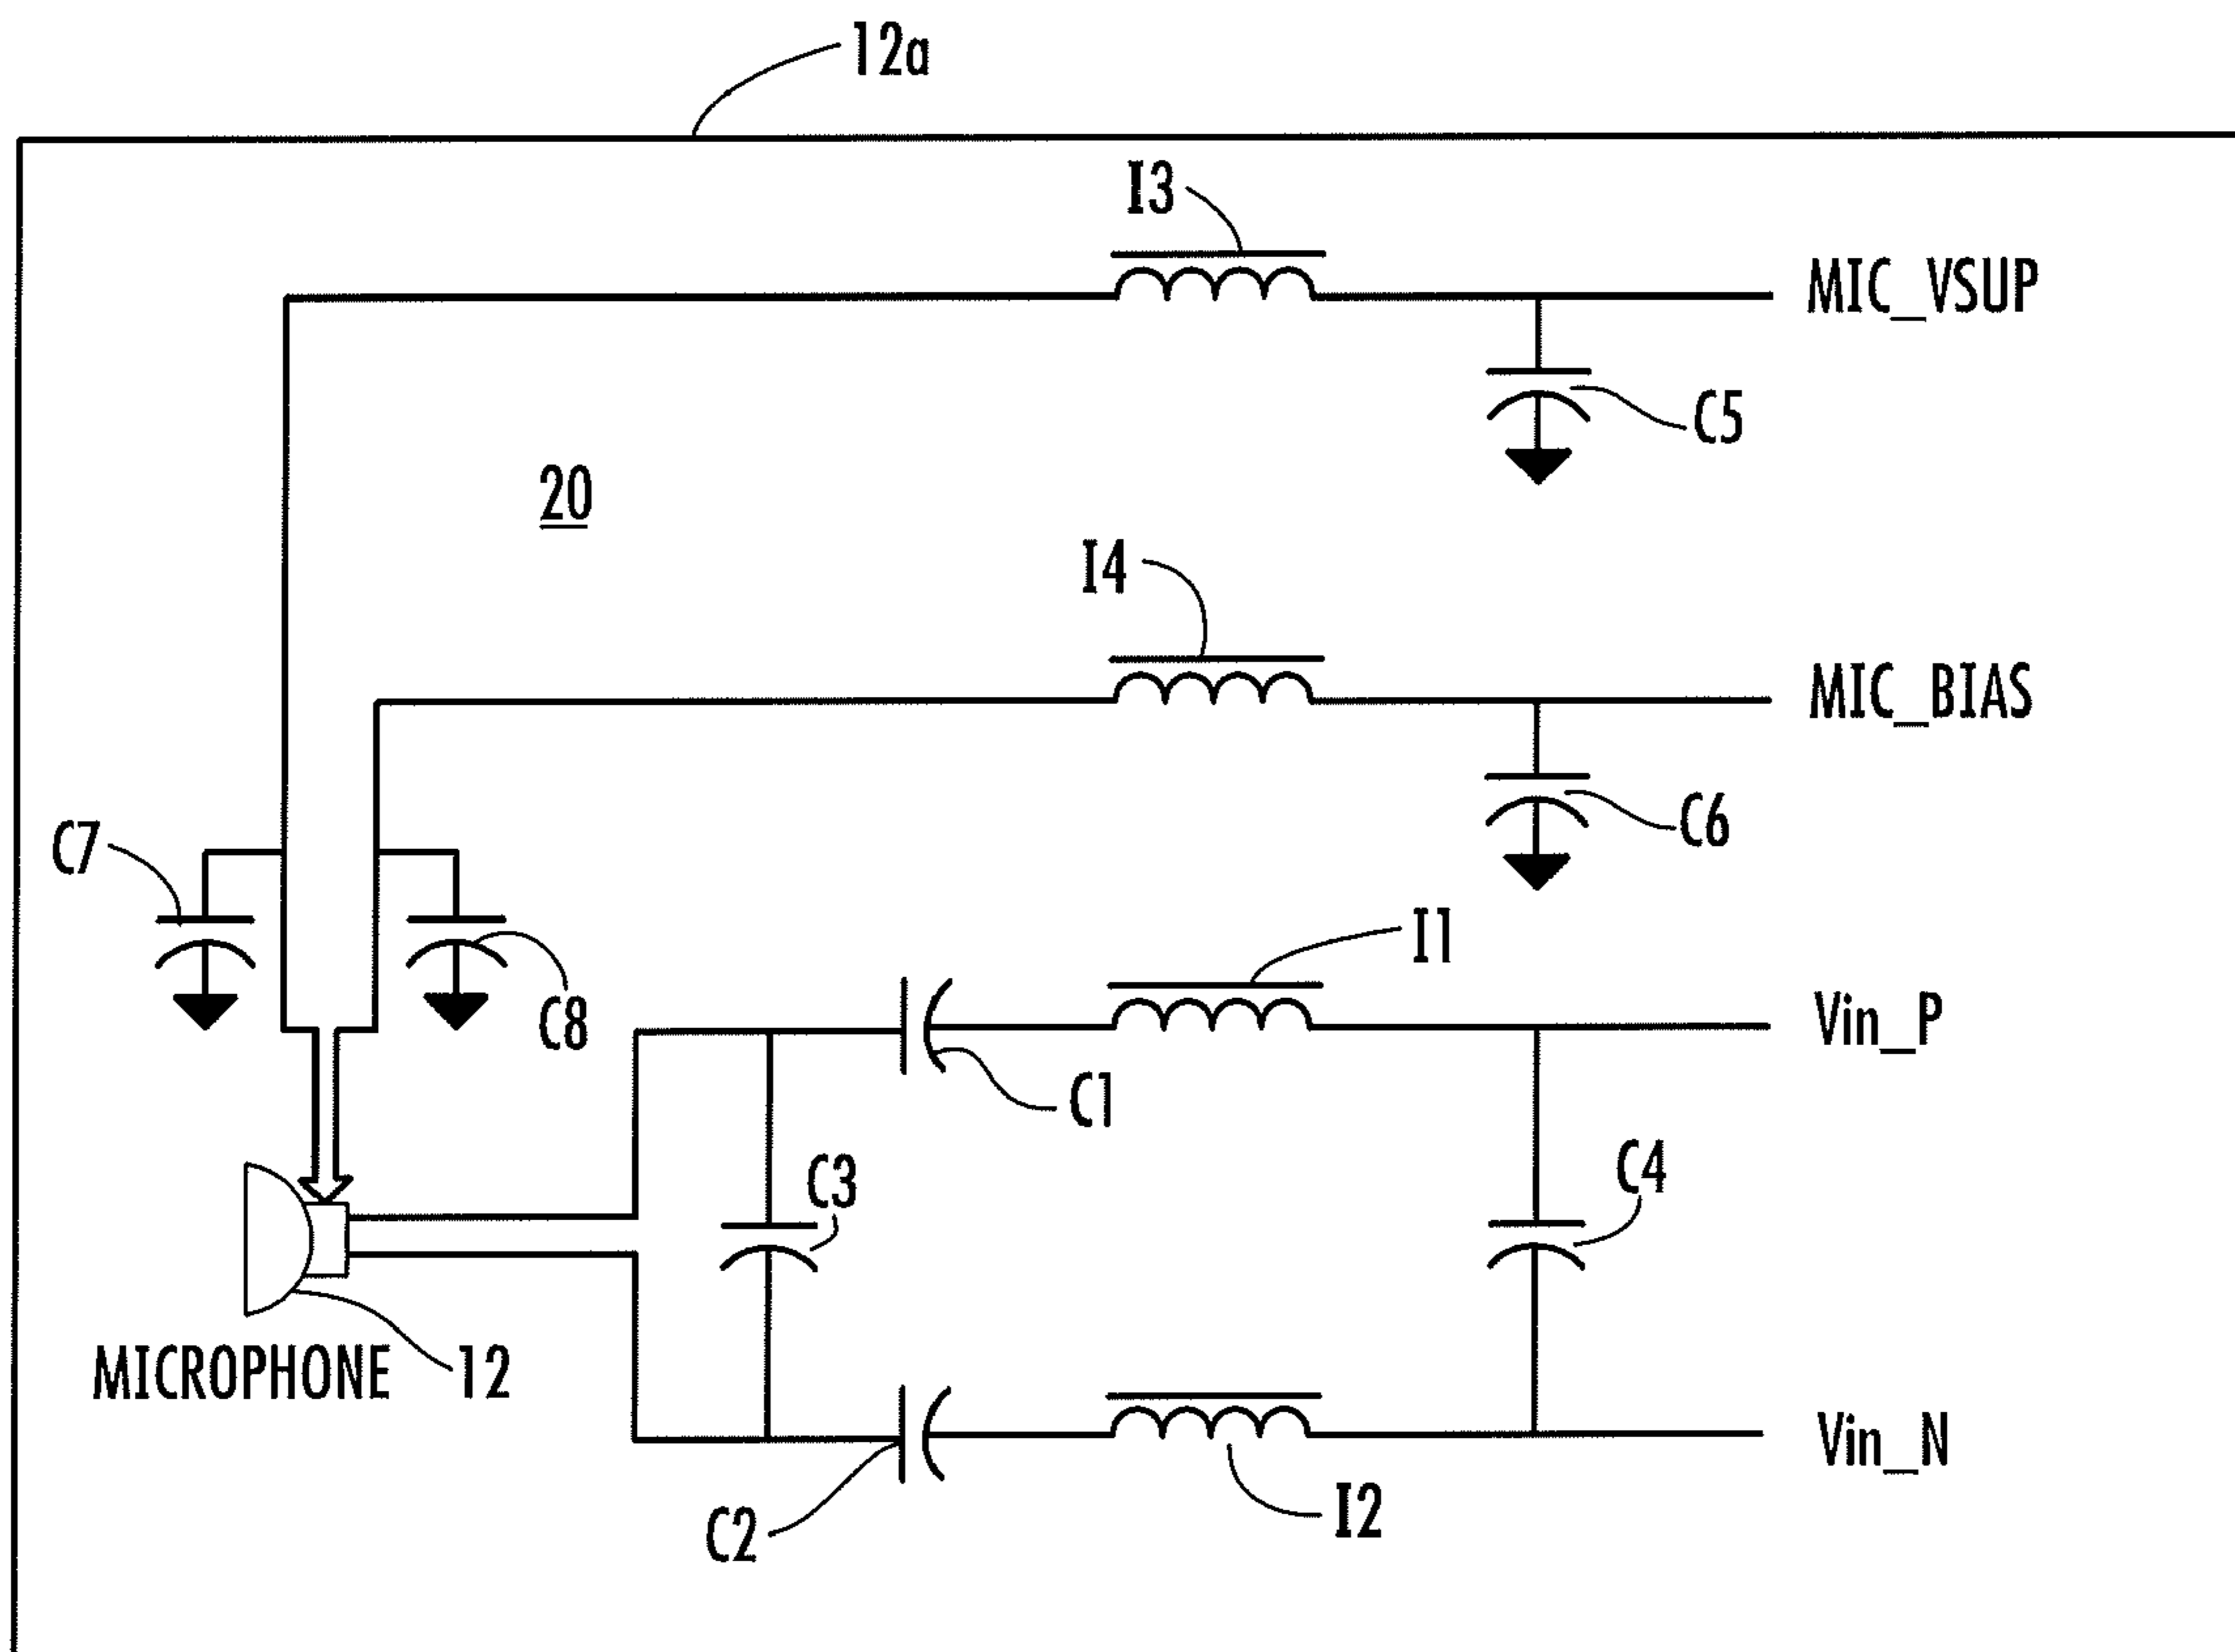 12a
I3
MIC_VSUP
C5
20
I4
MIC_BIAS
C6
C7
C8
I1
Vin_P
C1
C3
C4
MICROPHONE
12
Vin_N
C2
I2